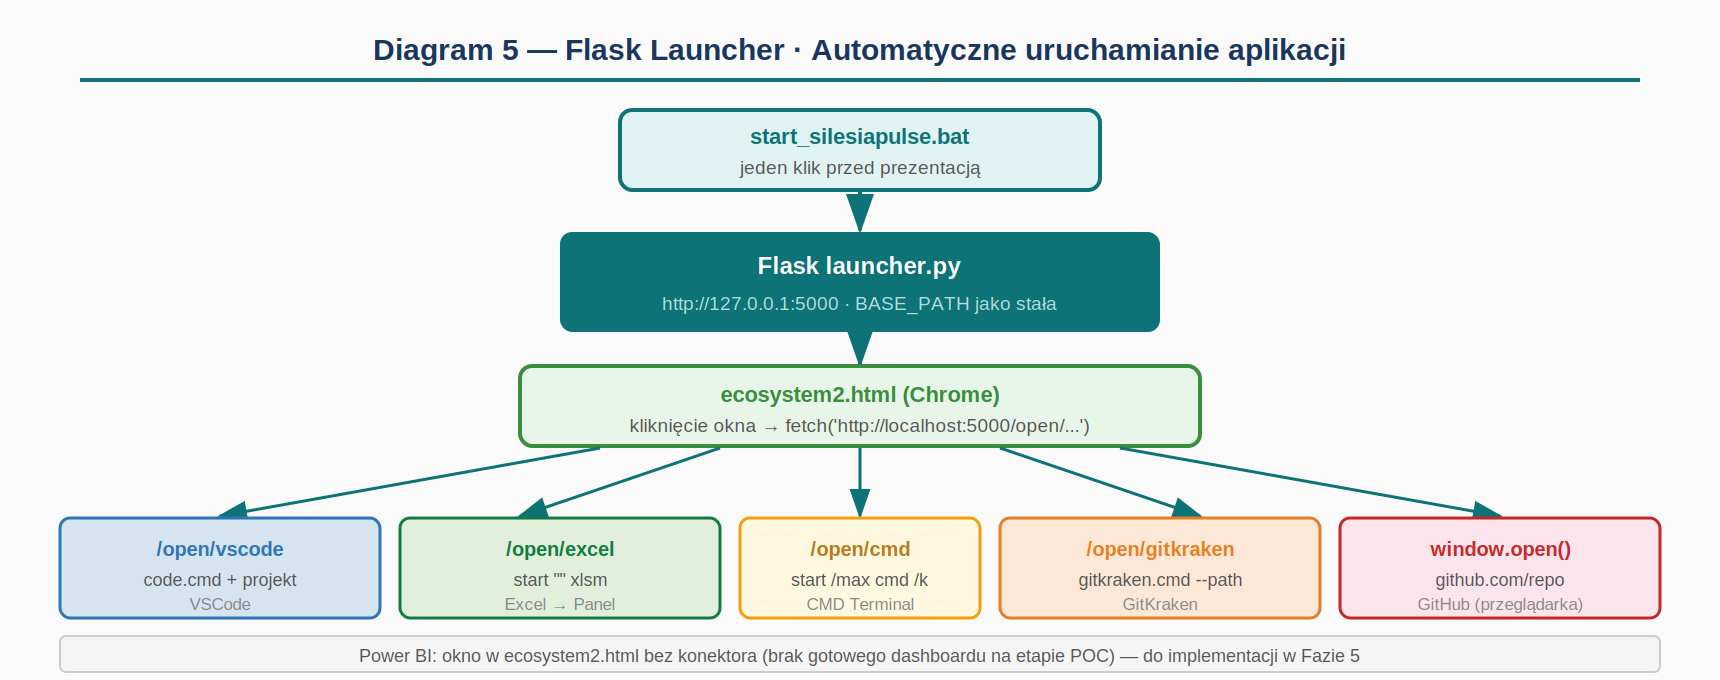 Diagram 5 — Flask Launcher · Automatyczne uruchamianie aplikacji
start_silesiapulse.bat
jeden klik przed prezentacją
Flask launcher.py
http://127.0.0.1:5000 · BASE_PATH jako stała
ecosystem2.html (Chrome)
kliknięcie okna → fetch('http://localhost:5000/open/...')
/open/vscode
code.cmd + projekt
VSCode
/open/excel
start "" xlsm
Excel → Panel
/open/cmd
start /max cmd /k
CMD Terminal
/open/gitkraken
gitkraken.cmd --path
GitKraken
window.open()
github.com/repo
GitHub (przeglądarka)
Power BI: okno w ecosystem2.html bez konektora (brak gotowego dashboardu na etapie POC) — do implementacji w Fazie 5